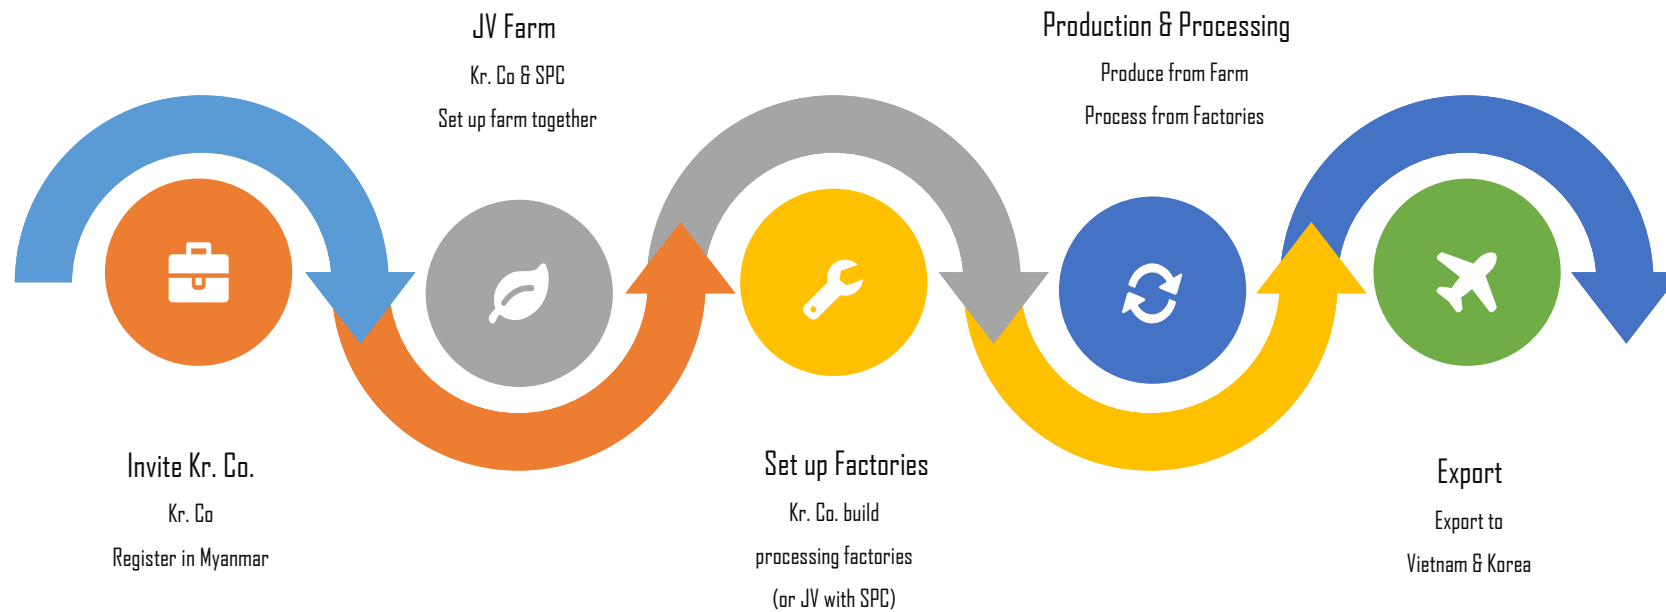 Invite Kr. Co.
Kr. Co
Register in Myanmar
JV Farm
Kr. Co & SPC
Set up farm together
Set up Factories
Kr. Co. build
processing factories
(or JV with SPC)
Production & Processing
Produce from Farm
Process from Factories
Export
Export to
Vietnam & Korea